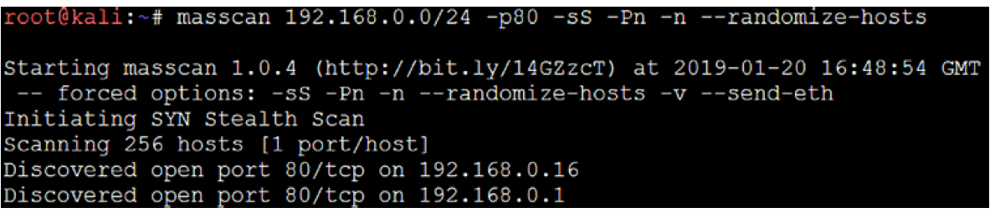 root@kali:~# masscan 192.168.0.0/24 -p80 -sS -Pn -n --randomize-hosts
Starting masscan 1.0.4 (http://bit.ly/14GZzcT) at 2019-01-20 16:48:54 GMT
 -- forced options: -sS -Pn -n --randomize-hosts -v --send-eth
Initiating SYN Stealth Scan
Scanning 256 hosts [1 port/host]
Discovered open port 80/tcp on 192.168.0.16
Discovered open port 80/tcp on 192.168.0.1